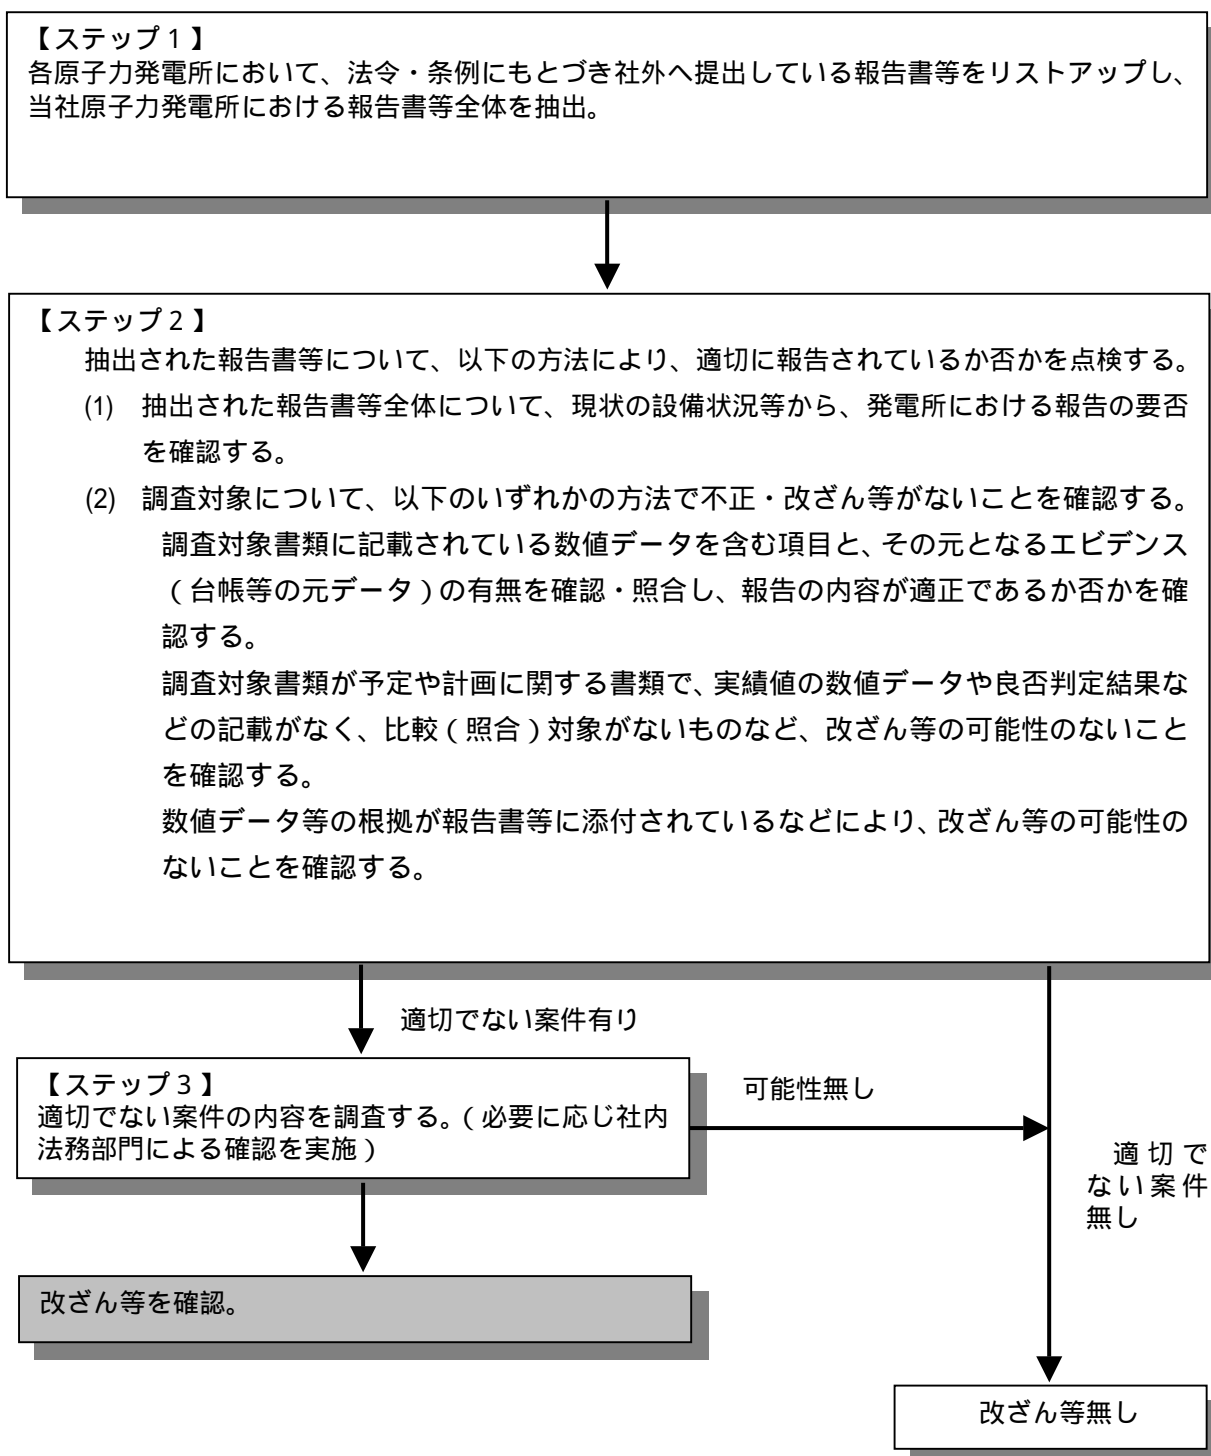 【ステップ1】
各原子力発電所において、法令・条例にもとづき社外へ提出している報告書等をリストアップし、
当社原子力発電所における報告書等全体を抽出。
【ステップ2】
抽出された報告書等について、以下の方法により、適切に報告されているか否かを点検する。
(1) 抽出された報告書等全体について、現状の設備状況等から、発電所における報告の要否
を確認する。
(2) 調査対象について、以下のいずれかの方法で不正・改ざん等がないことを確認する。
調査対象書類に記載されている数値データを含む項目と、その元となるエビデンス
(台帳等の元データ)の有無を確認・照合し、報告の内容が適正であるか否かを確
認する。
調査対象書類が予定や計画に関する書類で、実績値の数値データや良否判定結果な
どの記載がなく、比較(照合)対象がないものなど、改ざん等の可能性のないこと
を確認する。
数値データ等の根拠が報告書等に添付されているなどにより、改ざん等の可能性の
ないことを確認する。
適切でない案件有り
【ステップ3】
適切でない案件の内容を調査する。(必要に応じ社内
法務部門による確認を実施)
可能性無し
適切で
ない案件
無し
改ざん等を確認。
改ざん等無し